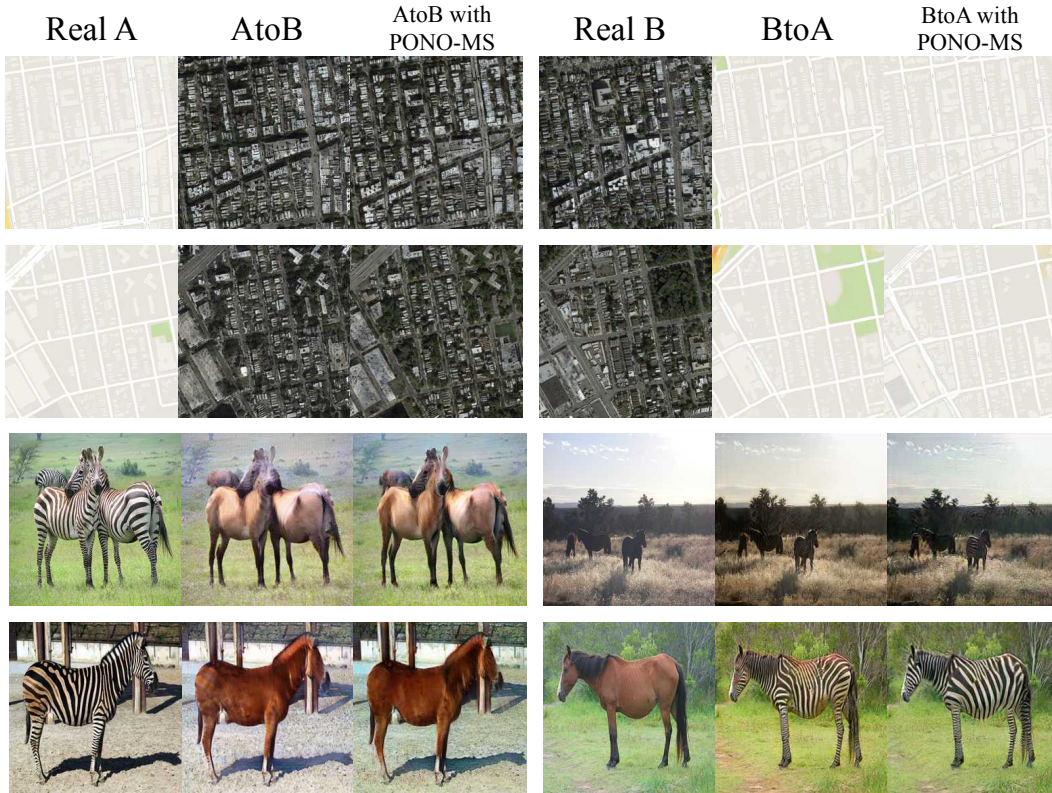 Real A
AtoB
AtoB with
PONO-MS
Real B
BtoA
BtoA with
PONO-MS